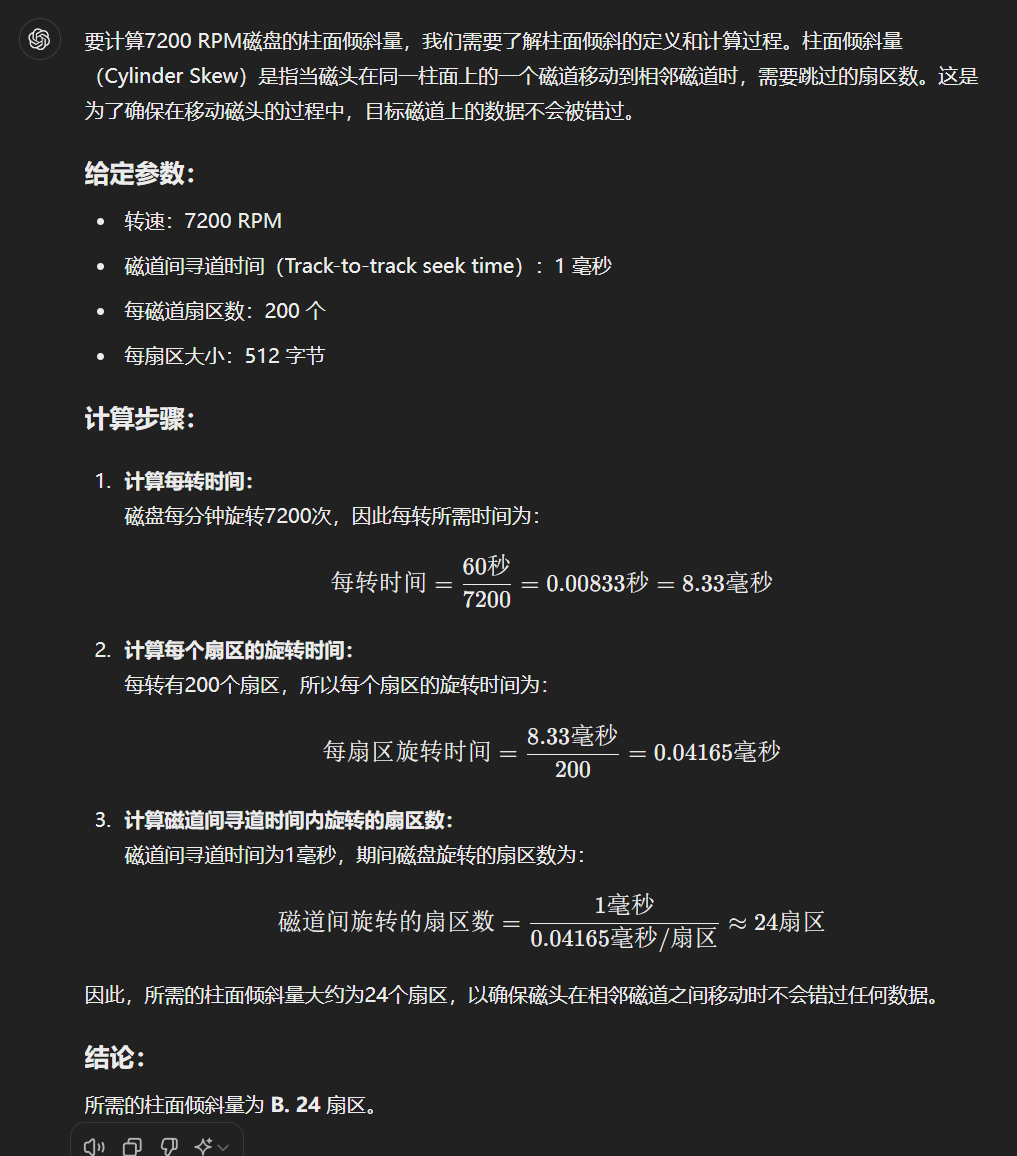 要计算7200 RPM磁盘的柱面倾斜量，我们需要了解柱面倾斜的定义和计算过程。柱面倾斜量
（Cylinder Skew）是指当磁头在同一柱面上的一个磁道移动到相邻磁道时，需要跳过的扇区数。这是
为了确保在移动磁头的过程中，目标磁道上的数据不会被错过。
给定参数：
• 转速：7200 RPM
• 磁道间寻道时间（Track-to-track seek time）：1 毫秒
• 每磁道扇区数：200 个
• 每扇区大小：512 字节
计算步骤：
1. 计算每转时间：
磁盘每分钟旋转7200次，因此每转所需时间为：
每转时间 = 60秒/7200 = 0.00833秒 = 8.33毫秒
2. 计算每个扇区的旋转时间：
每转有200个扇区，所以每个扇区的旋转时间为：
每扇区旋转时间 = 8.33毫秒/200 = 0.04165毫秒
3. 计算磁道间寻道时间内旋转的扇区数：
磁道间寻道时间为1毫秒，期间磁盘旋转的扇区数为：
磁道间旋转的扇区数 = 1毫秒/0.04165毫秒/扇区 ≈ 24扇区
因此，所需的柱面倾斜量大约为24个扇区，以确保磁头在相邻磁道之间移动时不会错过任何数据。
结论：
所需的柱面倾斜量为 B. 24 扇区。